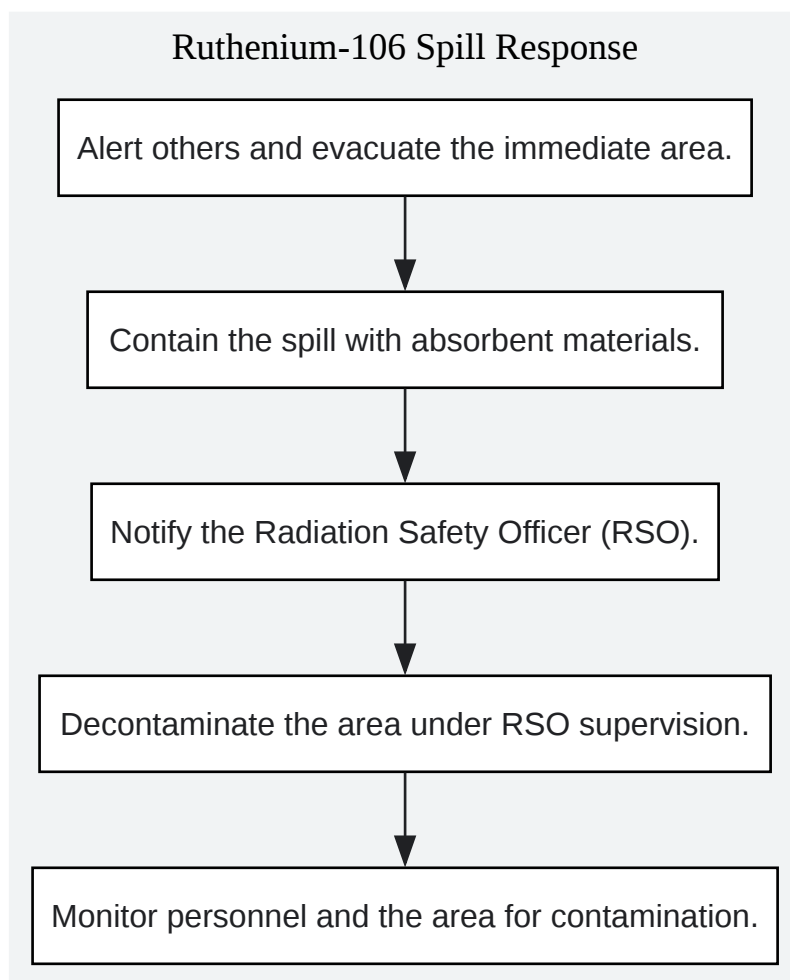 Ruthenium-106 Spill Response
Alert others and evacuate the immediate area.
Contain the spill with absorbent materials.
Notify the Radiation Safety Officer (RSO).
Decontaminate the area under RSO supervision.
Monitor personnel and the area for contamination.